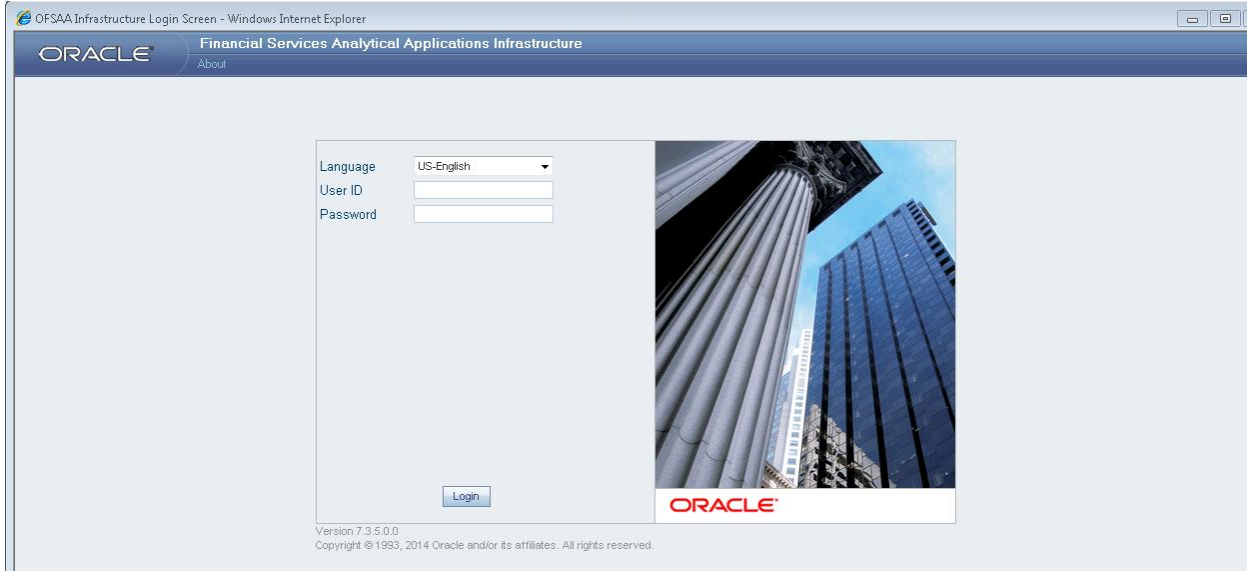 OFSAA Infrastructure Login Screen - Windows Internet Explorer
ORACLE Financial Services Analytical Applications Infrastructure
About
Language US-English
User ID
Password
Login
ORACLE
Version 7.3.5.0.0
Copyright © 1993, 2014 Oracle and/or its affiliates. All rights reserved.